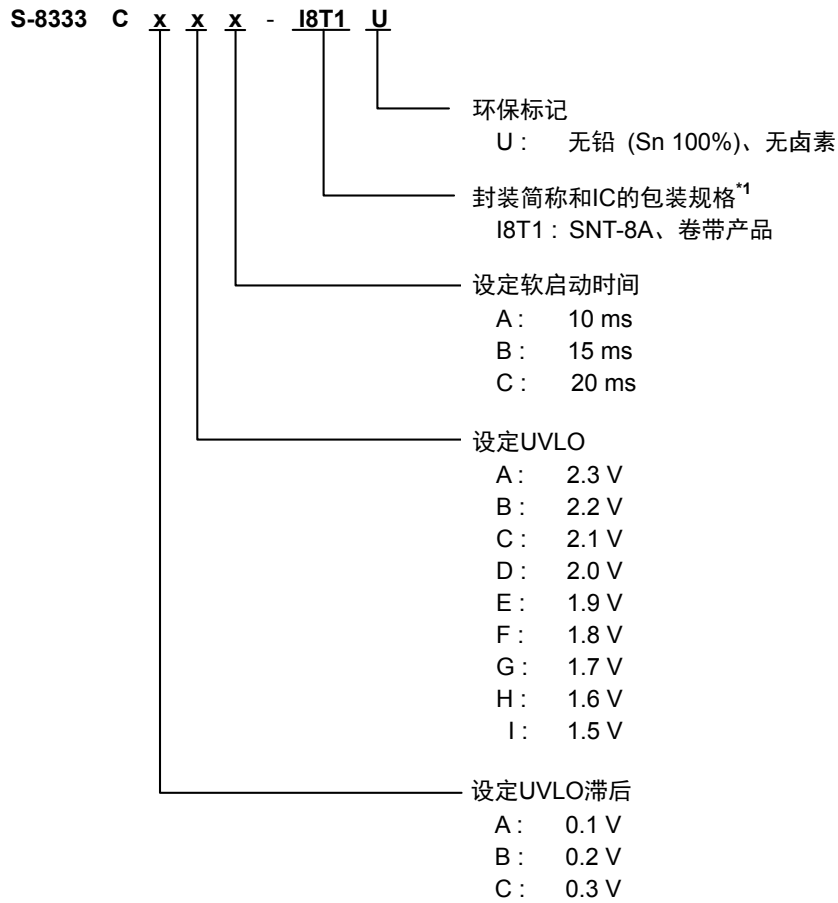 S-8333 C x x x - I8T1 U
环保标记
U : 无铅 (Sn 100%)、无卤素
封装简称和IC的包装规格*1
I8T1 : SNT-8A、卷带产品
设定软启动时间
A : 10 ms
B : 15 ms
C : 20 ms
设定UVLO
A : 2.3 V
B : 2.2 V
C : 2.1 V
D : 2.0 V
E : 1.9 V
F : 1.8 V
G : 1.7 V
H : 1.6 V
I : 1.5 V
设定UVLO滞后
A : 0.1 V
B : 0.2 V
C : 0.3 V